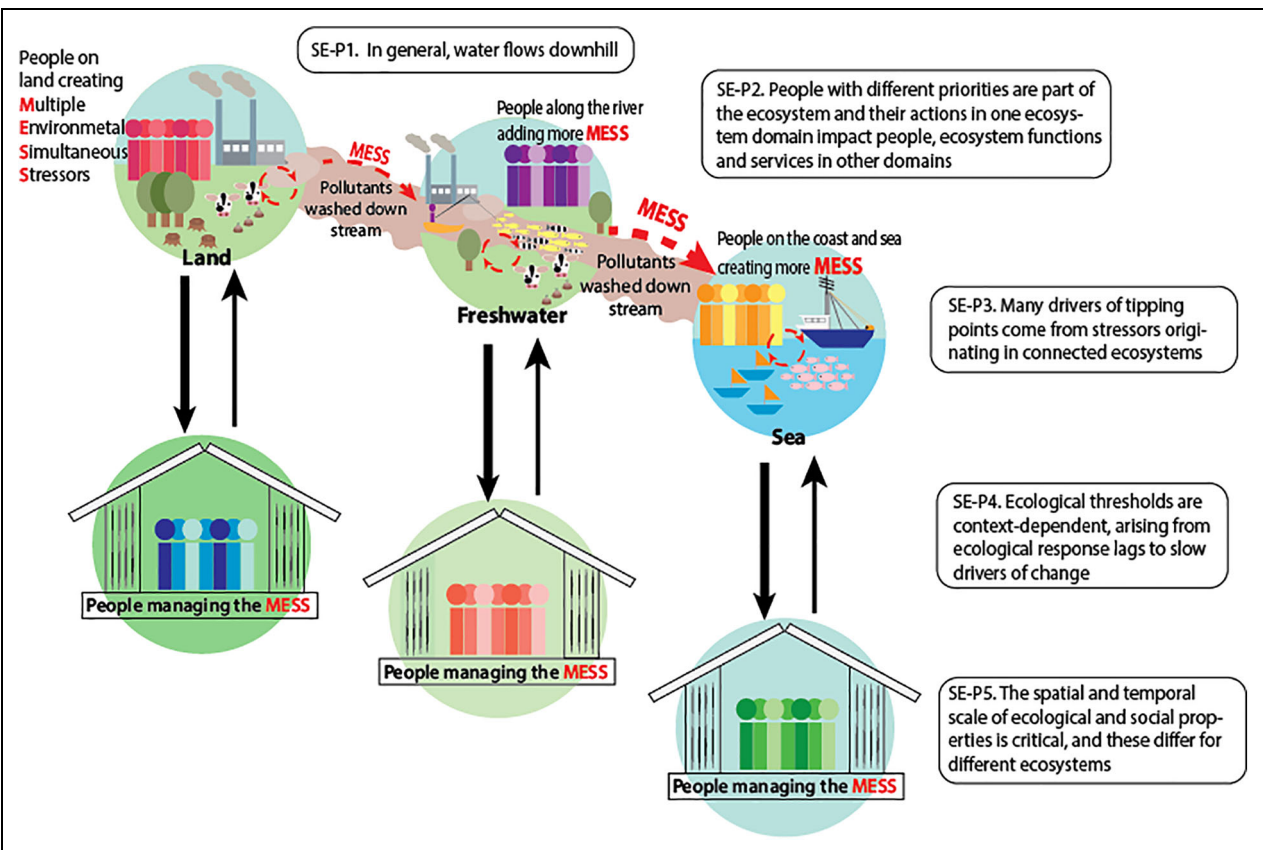 People on
land creating
Multiple
Environmetal
Simultaneous
Stressors
SE-P1. In general, water flows downhill
SE-P2. People with different priorities are part of
the ecosystem and their actions in one ecosys-
tem domain impact people, ecosystem functions
and services in other domains
People along the river
adding more MESS
MESS
Pollutants
washed down
stream
Land
Freshwater
MESS
Pollutants
washed down
stream
People on the coast and sea
creating more MESS
Sea
SE-P3. Many drivers of tipping
points come from stressors origi-
nating in connected ecosystems
SE-P4. Ecological thresholds are
context-dependent, arising from
ecological response lags to slow
drivers of change
SE-P5. The spatial and temporal
scale of ecological and social prop-
erties is critical, and these differ for
different ecosystems
People managing the MESS
People managing the MESS
People managing the MESS